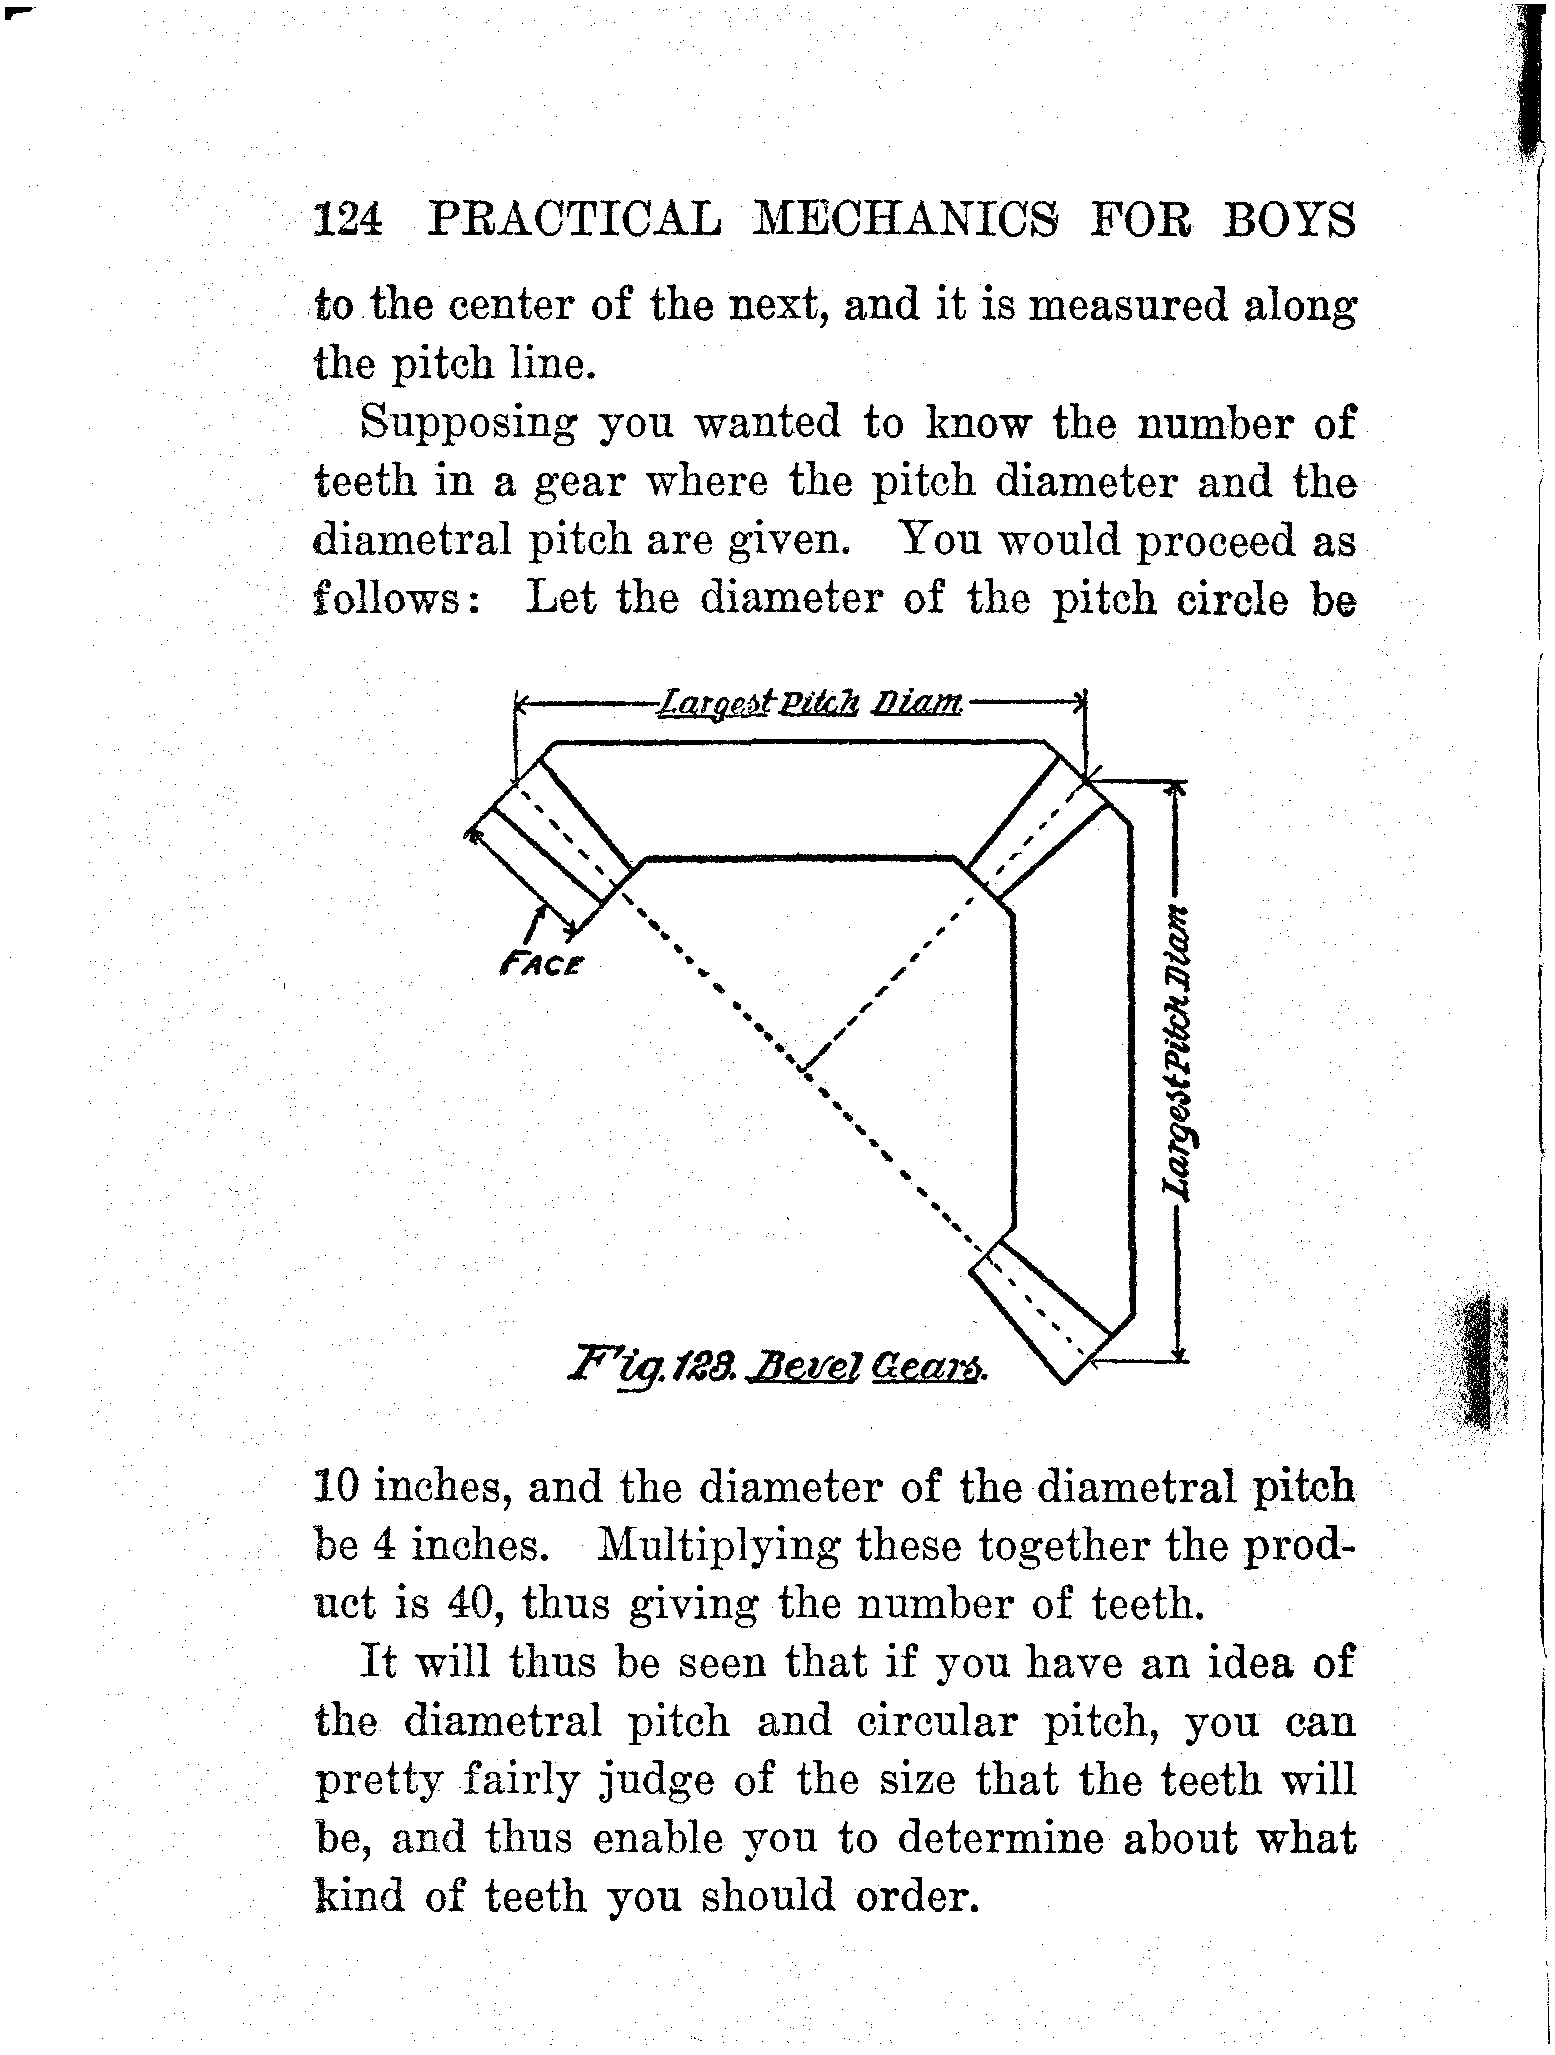 124 PRACTICAL MECHANICS FOR BOYS
to the center of the next, and it is measured along
the pitch line.
Supposing you wanted to know the number of
teeth in a gear where the pitch diameter and the
diametral pitch are given. You would proceed as
follows: Let the diameter of the pitch circle be
Largest Pitch Diam
FACE
Largest Pitch Diam
Fig. 123. Bevel Gears.
10 inches, and the diameter of the diametral pitch
be 4 inches. Multiplying these together the prod-
uct is 40, thus giving the number of teeth.
It will thus be seen that if you have an idea of
the diametral pitch and circular pitch, you can
pretty fairly judge of the size that the teeth will
be, and thus enable you to determine about what
kind of teeth you should order.